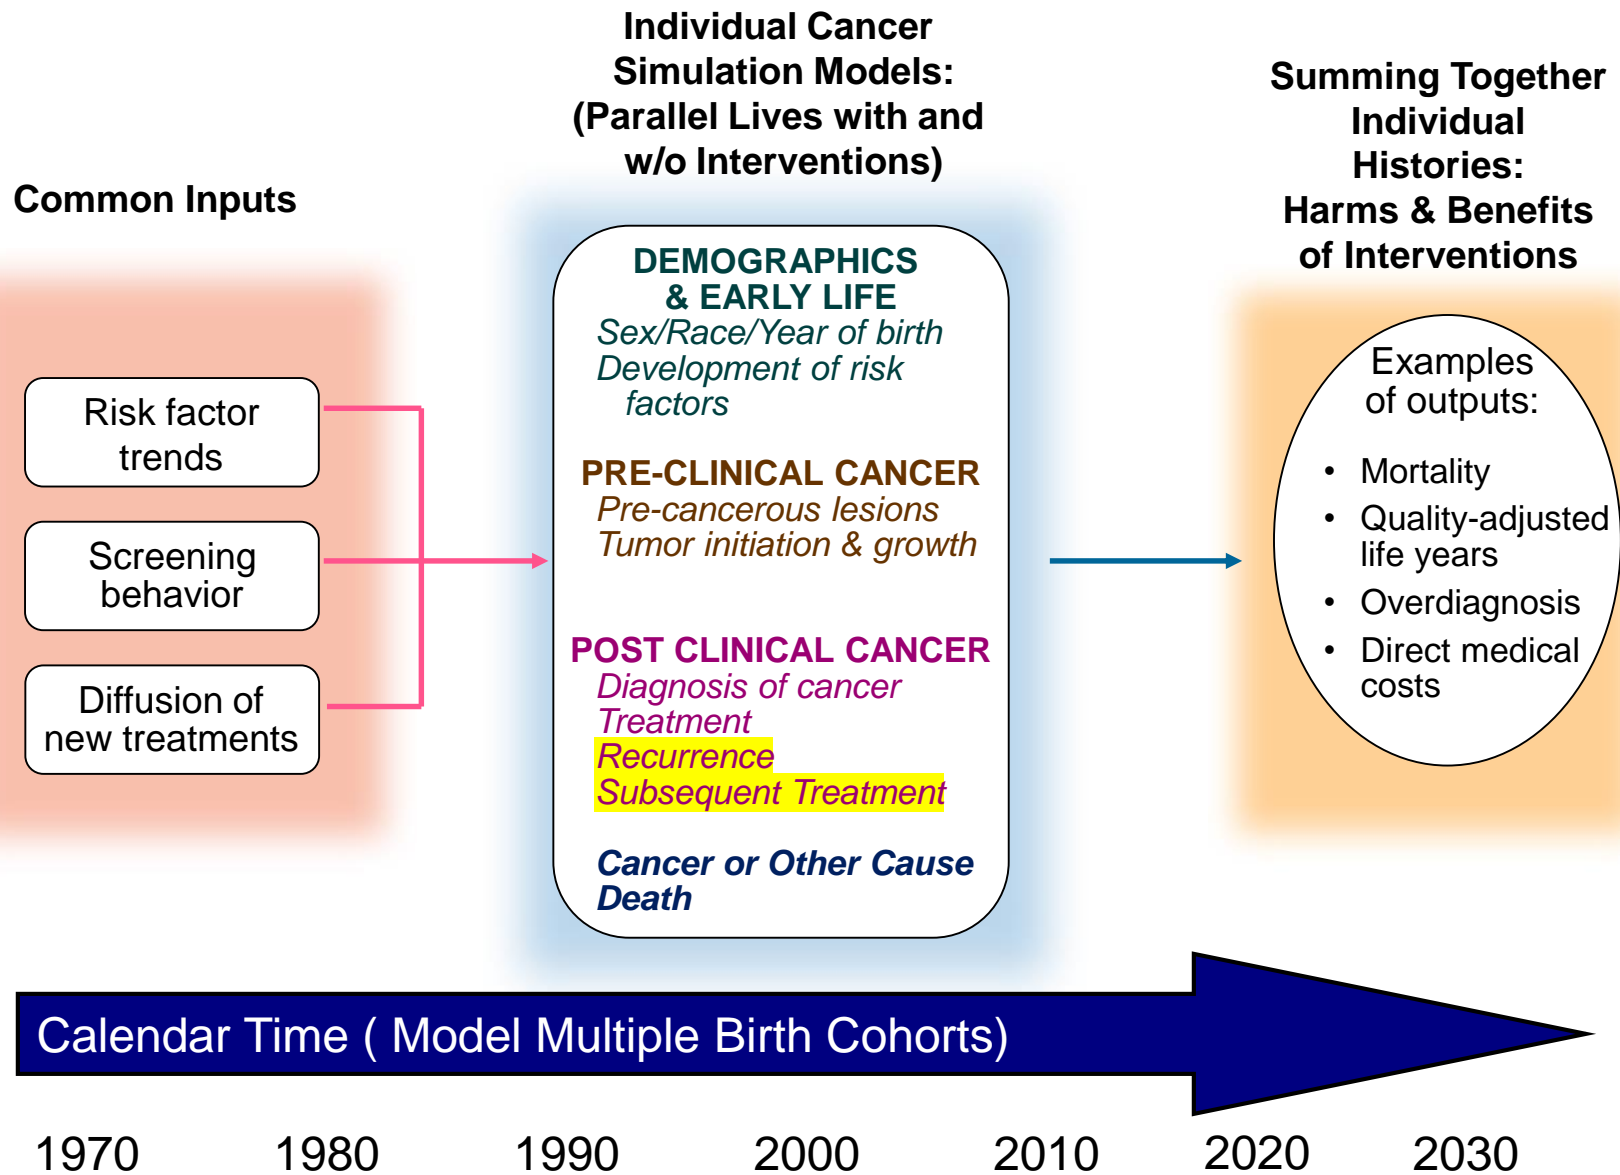 Individual Cancer
Simulation Models:
(Parallel Lives with and
w/o Interventions)
Summing Together
Individual
Histories:
Harms & Benefits
of Interventions
Common Inputs
Risk factor
trends
Screening
behavior
Diffusion of
new treatments
DEMOGRAPHICS
& EARLY LIFE
Sex/Race/Year of birth
Development of risk
factors
PRE-CLINICAL CANCER
Pre-cancerous lesions
Tumor initiation & growth
POST CLINICAL CANCER
Diagnosis of cancer
Treatment
Recurrence
Subsequent Treatment
Cancer or Other Cause
Death
Examples
of outputs:
• Mortality
• Quality-adjusted
life years
• Overdiagnosis
• Direct medical
costs
Calendar Time ( Model Multiple Birth Cohorts)
1970 1980 1990 2000 2010 2020 2030